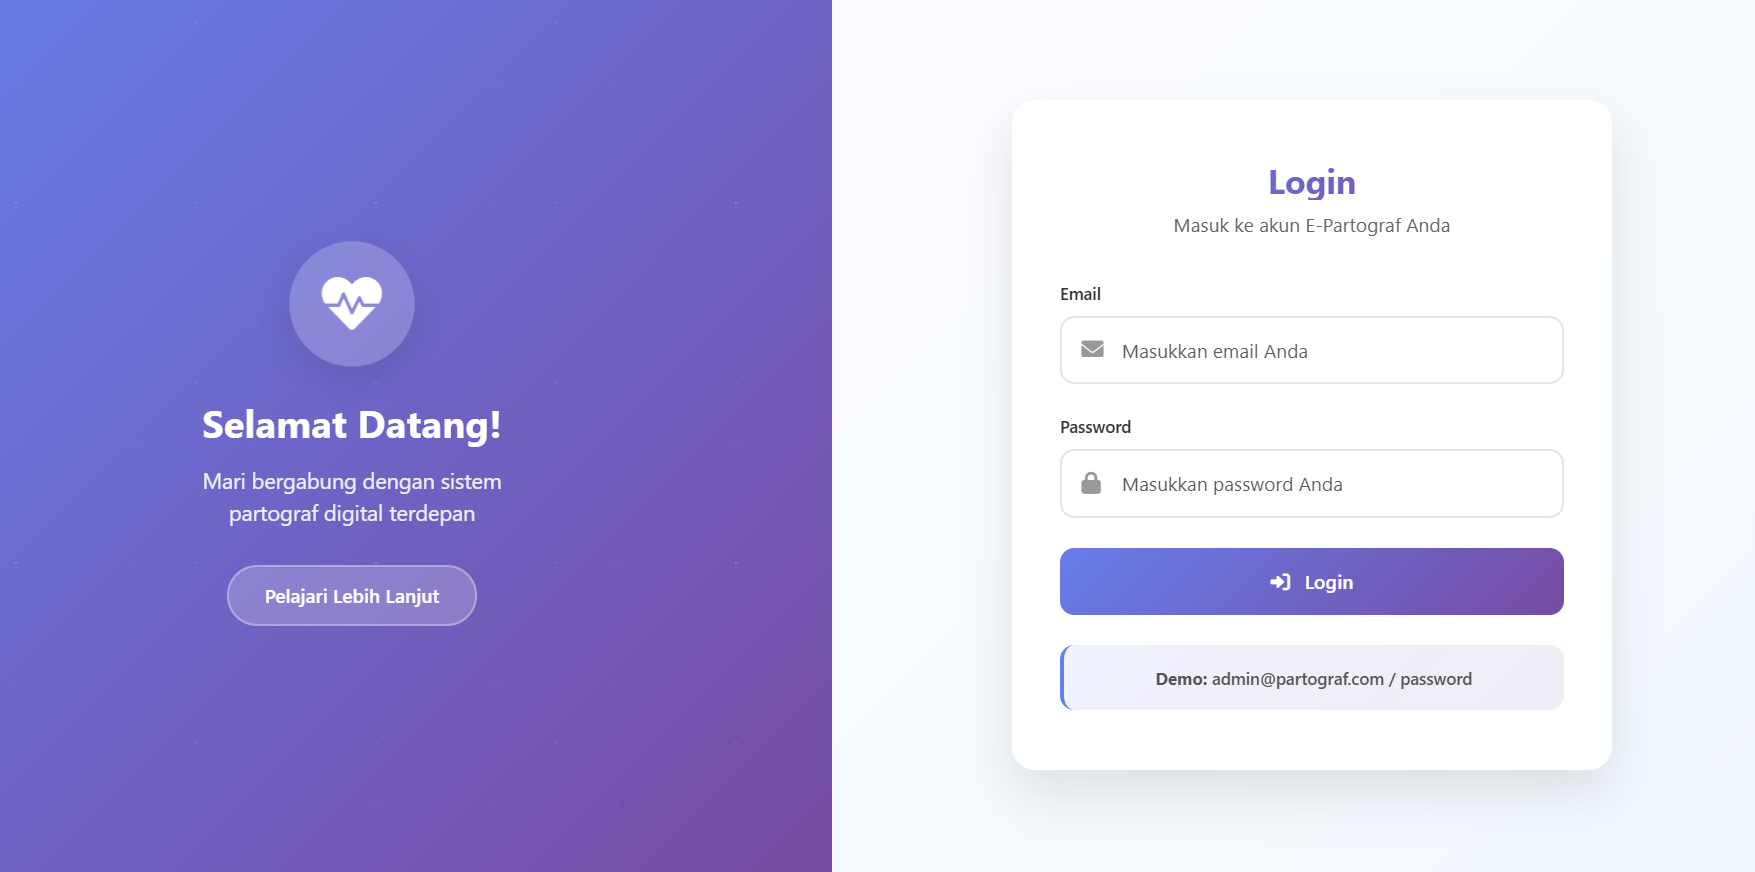 Selamat Datang!
Mari bergabung dengan sistem
partograf digital terdepan
Pelajari Lebih Lanjut
Login
Masuk ke akun E-Partograf Anda
Email
Masukkan email Anda
Password
Masukkan password Anda
Login
Demo: admin@partograf.com / password